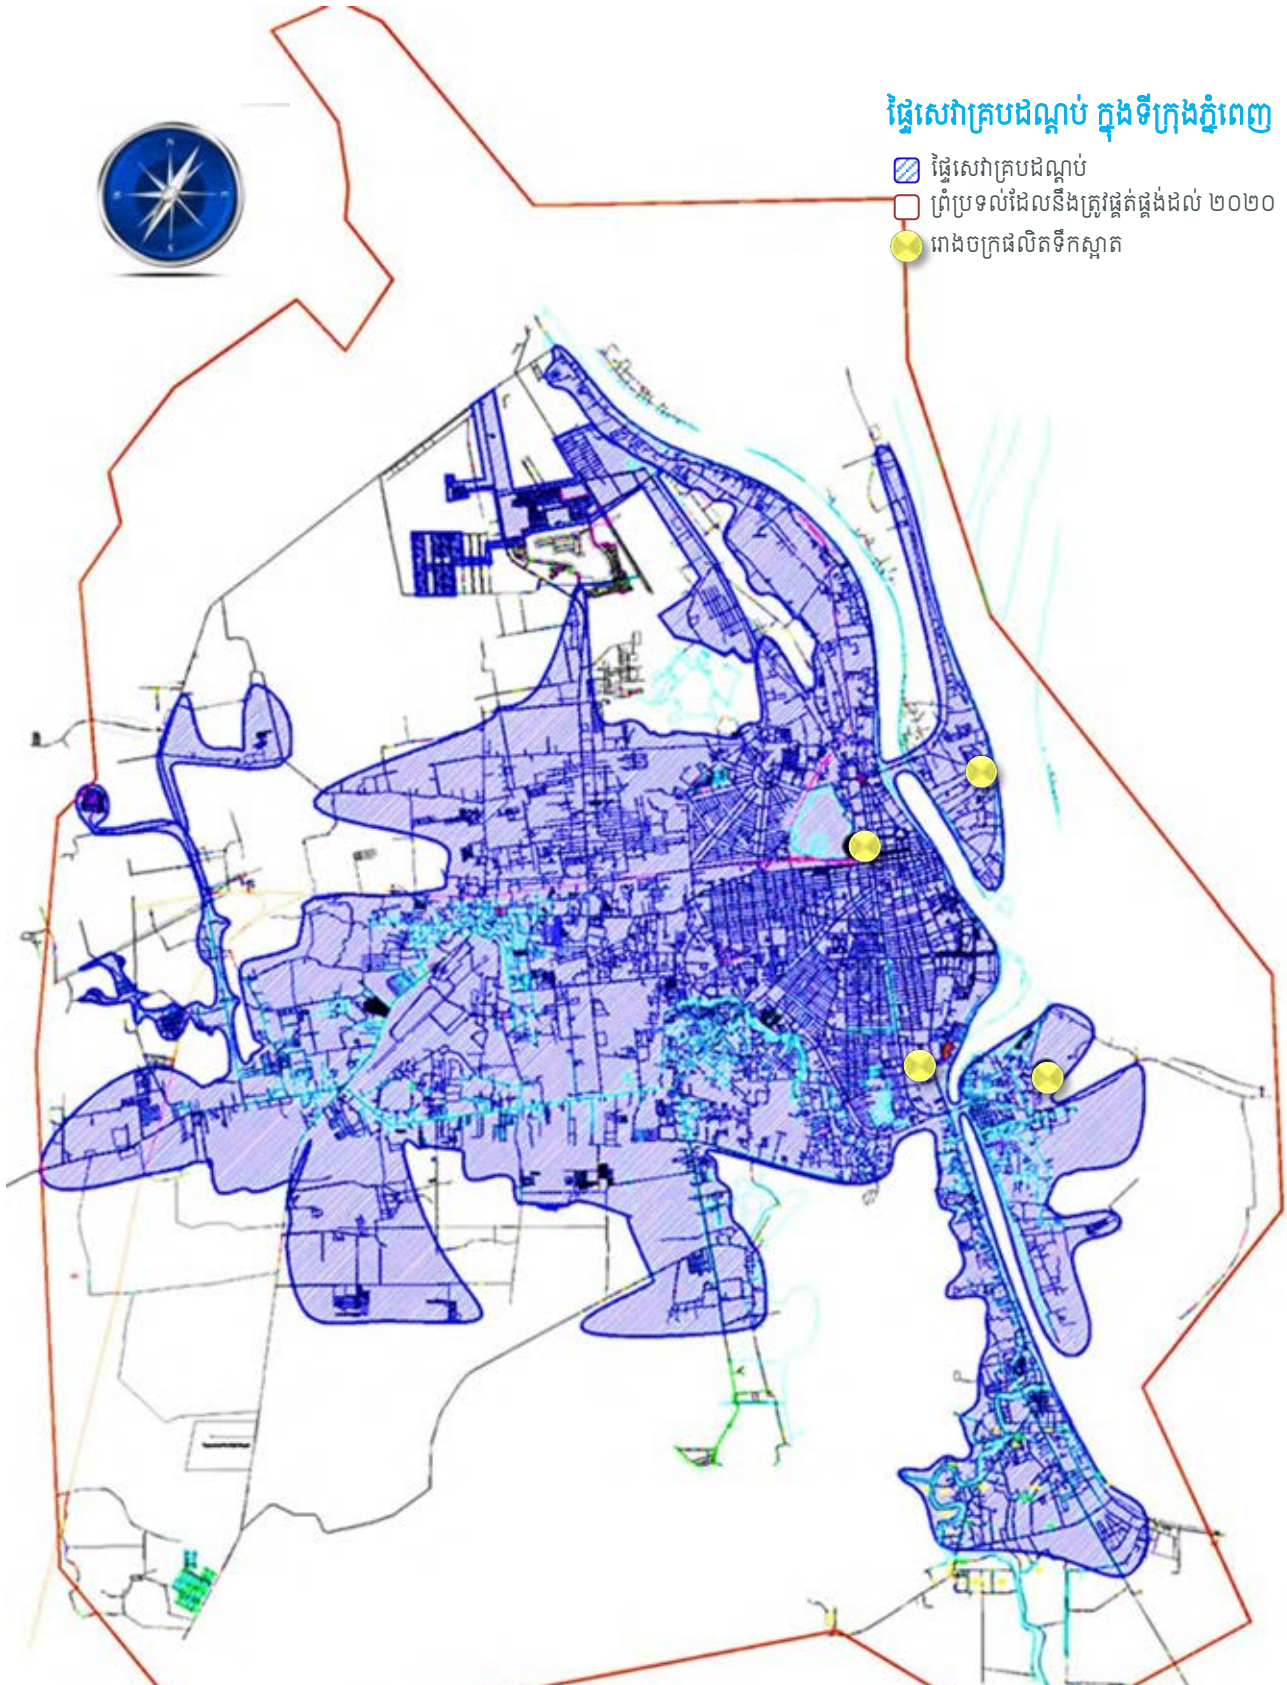 ផ្ទៃសេវាគ្របដណ្តប់ ក្នុងទីក្រុងភ្នំពេញ
ផ្ទៃសេវាគ្របដណ្តប់
ព្រំប្រទល់ដែលនឹងត្រូវផ្គត់ផ្គង់ដល់ ២០២០
រោងចក្រផលិតទឹកស្អាត